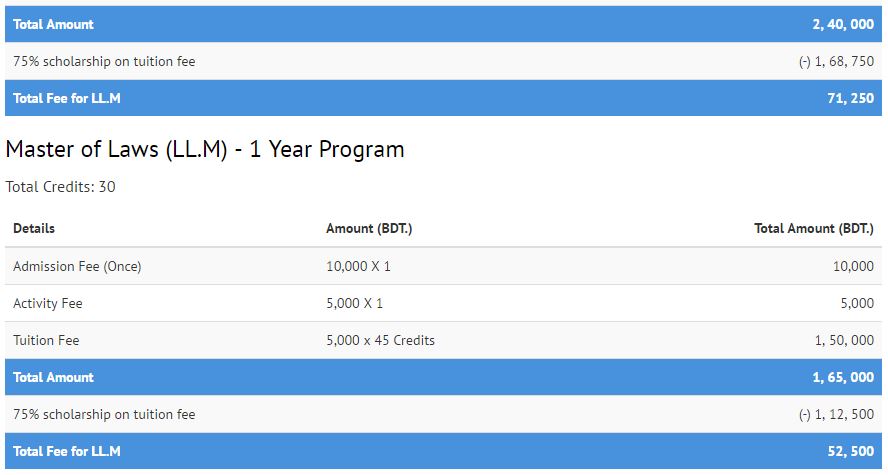 Total Amount 2, 40, 000
75% scholarship on tuition fee (-) 1, 68, 750
Total Fee for LL.M 71, 250
Master of Laws (LL.M) - 1 Year Program
Total Credits: 30
Details Amount (BDT.) Total Amount (BDT.)
Admission Fee (Once) 10,000 X 1 10,000
Activity Fee 5,000 X 1 5,000
Tuition Fee 5,000 x 45 Credits 1, 50, 000
Total Amount 1, 65, 000
75% scholarship on tuition fee (-) 1, 12, 500
Total Fee for LL.M 52, 500